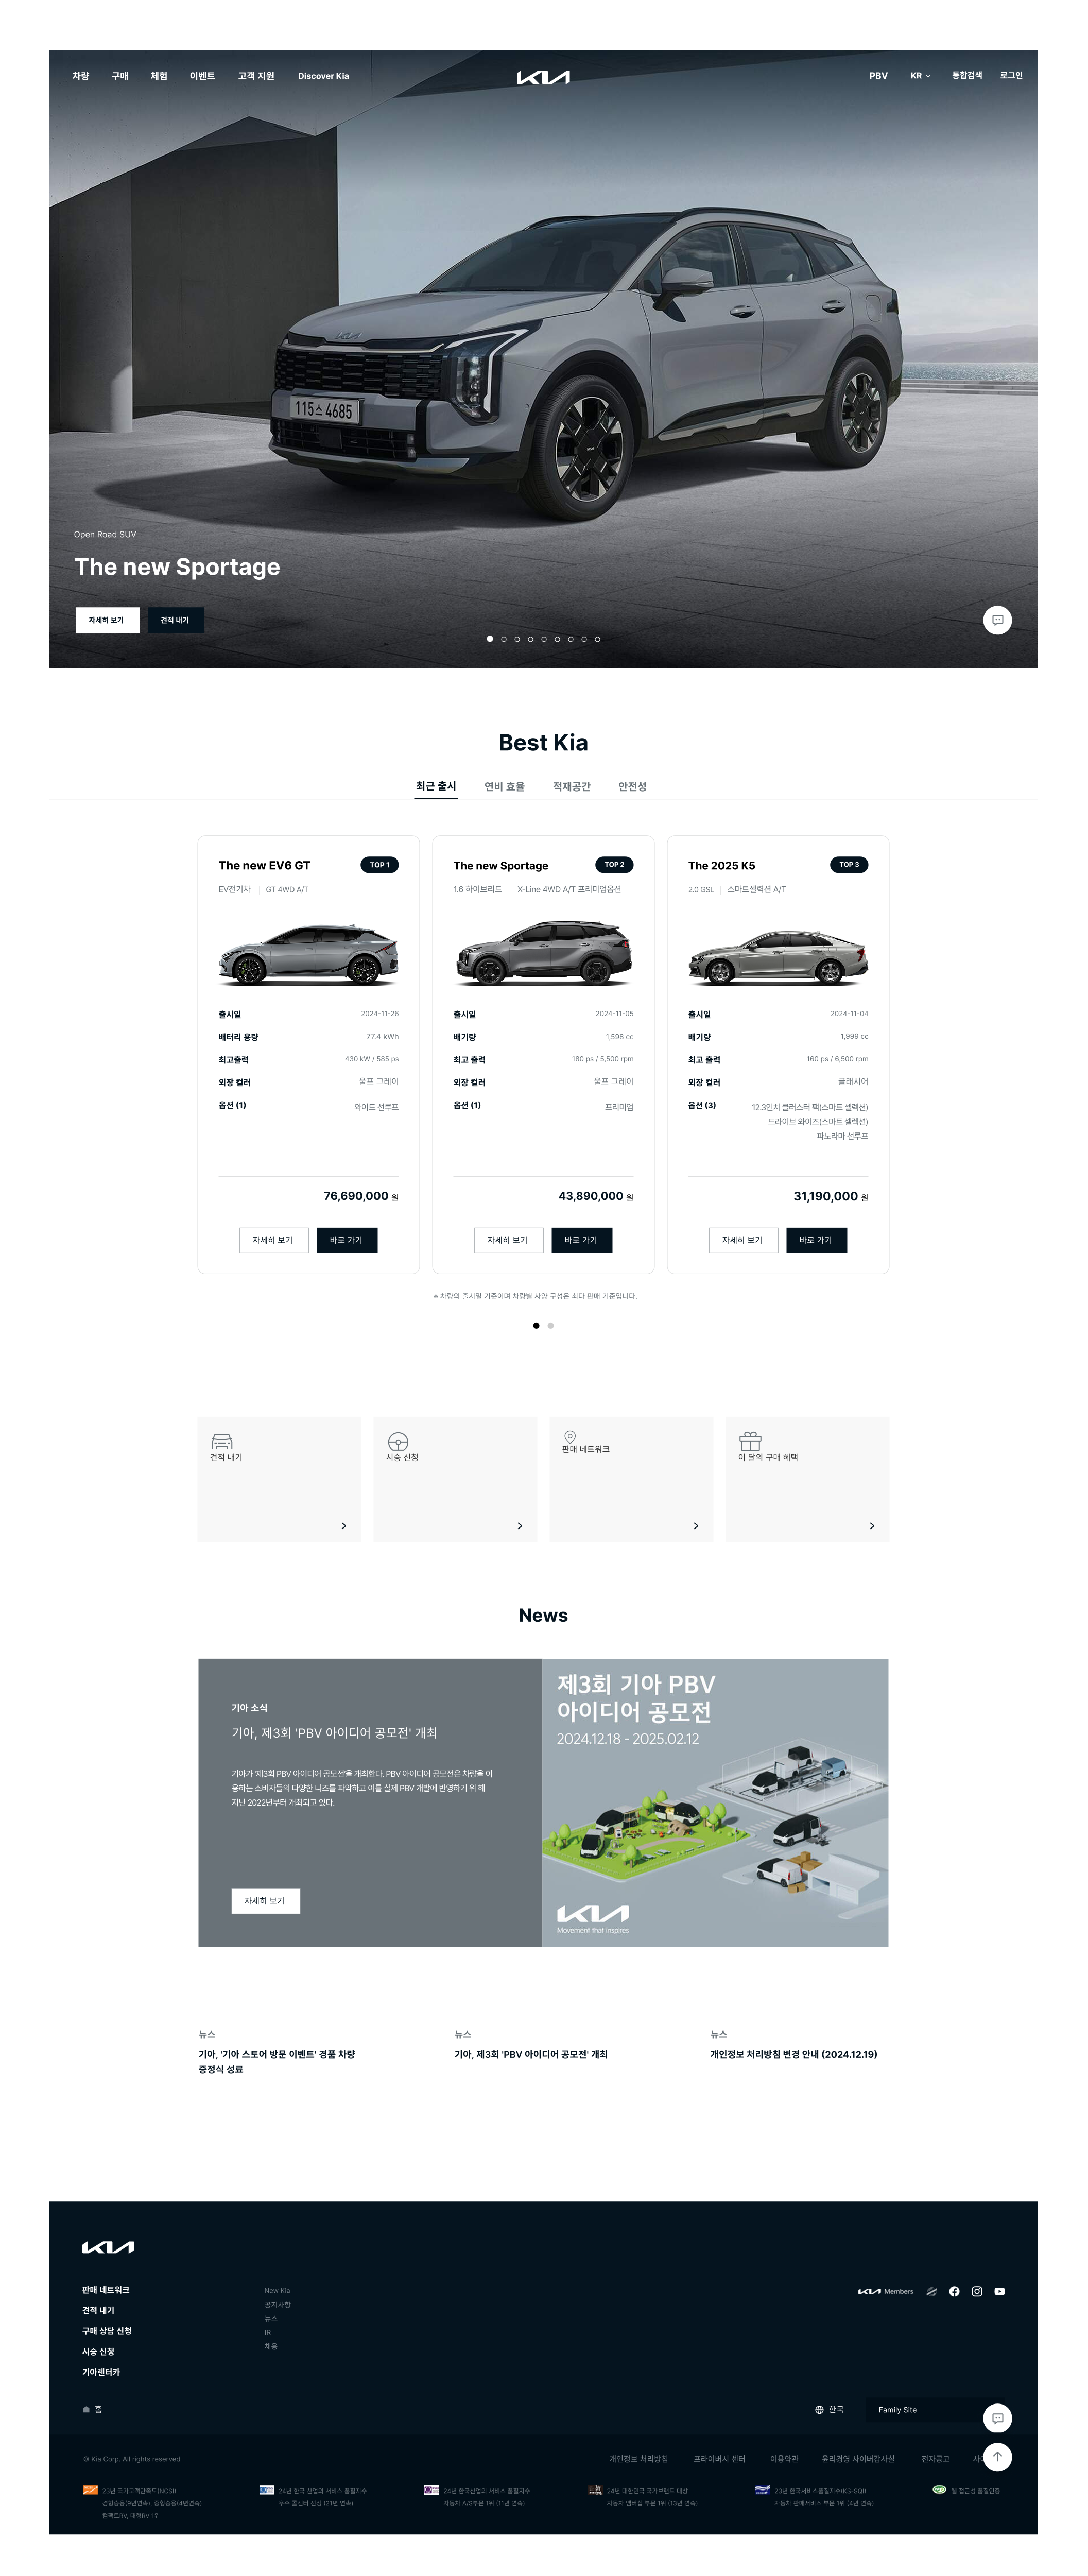 차량 구매 체험 이벤트 고객 지원 Discover Kia
KIA
PBV KR 통합검색 로그인
115스 4685
Open Road SUV
The new Sportage
자세히 보기 견적 내기
Best Kia
최근 출시 연비 효율 적재공간 안전성
The new EV6 GT TOP 1
EV전기차 GT 4WD A/T
출시일 2024-11-26
배터리 용량 77.4 kWh
최고출력 430 kW / 585 ps
외장 컬러 울프 그레이
옵션 (1) 와이드 선루프
76,690,000 원
자세히 보기 바로 가기
The new Sportage TOP 2
1.6 하이브리드 X-Line 4WD A/T 프리미엄옵션
출시일 2024-11-05
배기량 1,598 cc
최고 출력 180 ps / 5,500 rpm
외장 컬러 울프 그레이
옵션 (1) 프리미엄
43,890,000 원
자세히 보기 바로 가기
The 2025 K5 TOP 3
2.0 GSL 스마트셀렉션 A/T
출시일 2024-11-04
배기량 1,999 cc
최고 출력 160 ps / 6,500 rpm
외장 컬러 글래시어
옵션 (3) 12.3인치 클러스터 팩(스마트 셀렉션)
드라이브 와이즈(스마트 셀렉션)
파노라마 선루프
31,190,000 원
자세히 보기 바로 가기
※ 차량의 출시일 기준이며 차량별 사양 구성은 최다 판매 기준입니다.
견적 내기
시승 신청
판매 네트워크
이 달의 구매 혜택
News
기아 소식
기아, 제3회 'PBV 아이디어 공모전' 개최
기아가 '제3회 PBV 아이디어 공모전'을 개최한다. PBV 아이디어 공모전은 차량을 이
용하는 소비자들의 다양한 니즈를 파악하고 이를 실제 PBV 개발에 반영하기 위 해
지난 2022년부터 개최되고 있다.
자세히 보기
제3회 기아 PBV
아이디어 공모전
2024.12.18 - 2025.02.12
KIA
Movement that inspires
뉴스
기아, '기아 스토어 방문 이벤트' 경품 차량
증정식 성료
뉴스
기아, 제3회 'PBV 아이디어 공모전' 개최
뉴스
개인정보 처리방침 변경 안내 (2024.12.19)
KIA
판매 네트워크
견적 내기
구매 상담 신청
시승 신청
기아렌터카
New Kia
공지사항
뉴스
IR
채용
KIA Members
홈
한국
Family Site
© Kia Corp. All rights reserved
개인정보 처리방침 프라이버시 센터 이용약관 윤리경영 사이버감사실 전자공고
23년 국가고객만족도(NCSI)
경형승용(9년연속), 중형승용(4년연속)
컴팩트RV, 대형RV 1위
24년 한국 산업의 서비스 품질지수
우수 콜센터 선정 (21년 연속)
24년 한국산업의 서비스 품질지수
자동차 A/S부문 1위 (11년 연속)
24년 대한민국 국가브랜드 대상
자동차 멤버십 부문 1위 (13년 연속)
23년 한국서비스품질지수(KS-SQI)
자동차 판매서비스 부문 1위 (4년 연속)
웹 접근성 품질인증